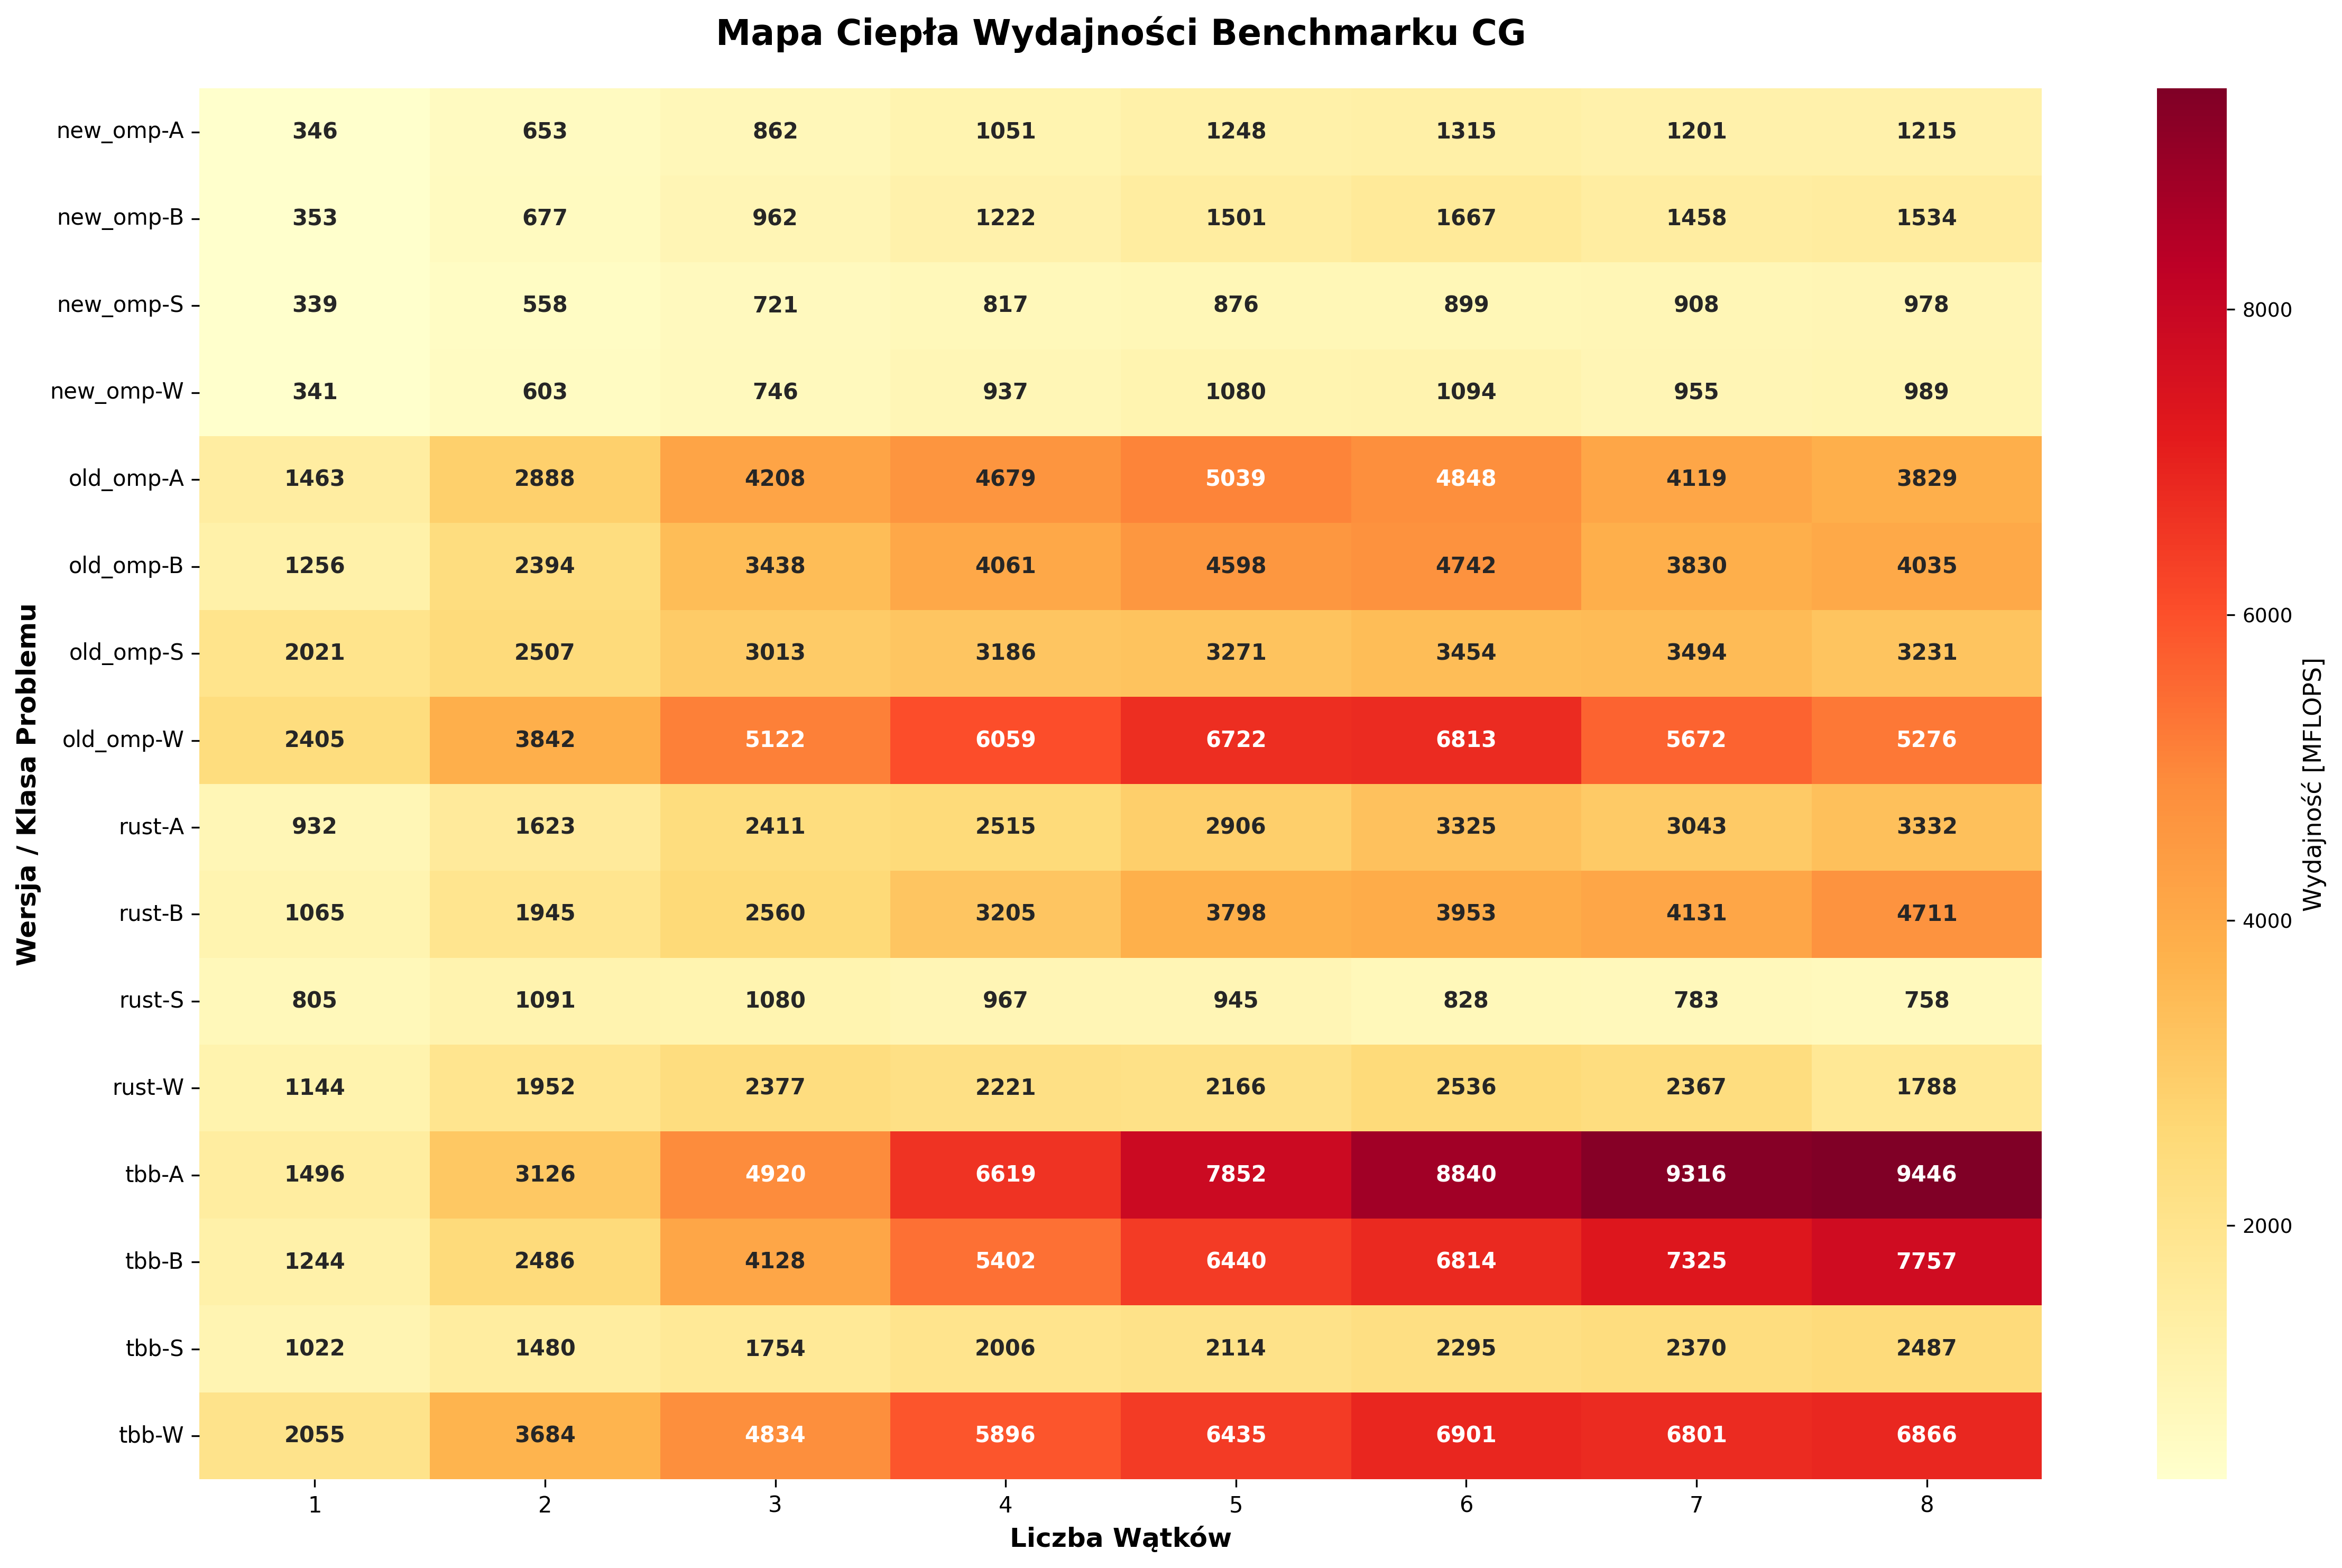 Mapa Ciepła Wydajności Benchmarku CG
Wersja / Klasa Problemu
new_omp-A 346 653 862 1051 1248 1315 1201 1215
new_omp-B 353 677 962 1222 1501 1667 1458 1534
new_omp-S 339 558 721 817 876 899 908 978
new_omp-W 341 603 746 937 1080 1094 955 989
old_omp-A 1463 2888 4208 4679 5039 4848 4119 3829
old_omp-B 1256 2394 3438 4061 4598 4742 3830 4035
old_omp-S 2021 2507 3013 3186 3271 3454 3494 3231
old_omp-W 2405 3842 5122 6059 6722 6813 5672 5276
rust-A 932 1623 2411 2515 2906 3325 3043 3332
rust-B 1065 1945 2560 3205 3798 3953 4131 4711
rust-S 805 1091 1080 967 945 828 783 758
rust-W 1144 1952 2377 2221 2166 2536 2367 1788
tbb-A 1496 3126 4920 6619 7852 8840 9316 9446
tbb-B 1244 2486 4128 5402 6440 6814 7325 7757
tbb-S 1022 1480 1754 2006 2114 2295 2370 2487
tbb-W 2055 3684 4834 5896 6435 6901 6801 6866
1 2 3 4 5 6 7 8
Liczba Wątków
8000
6000
4000
2000
Wydajność [MFLOPS]